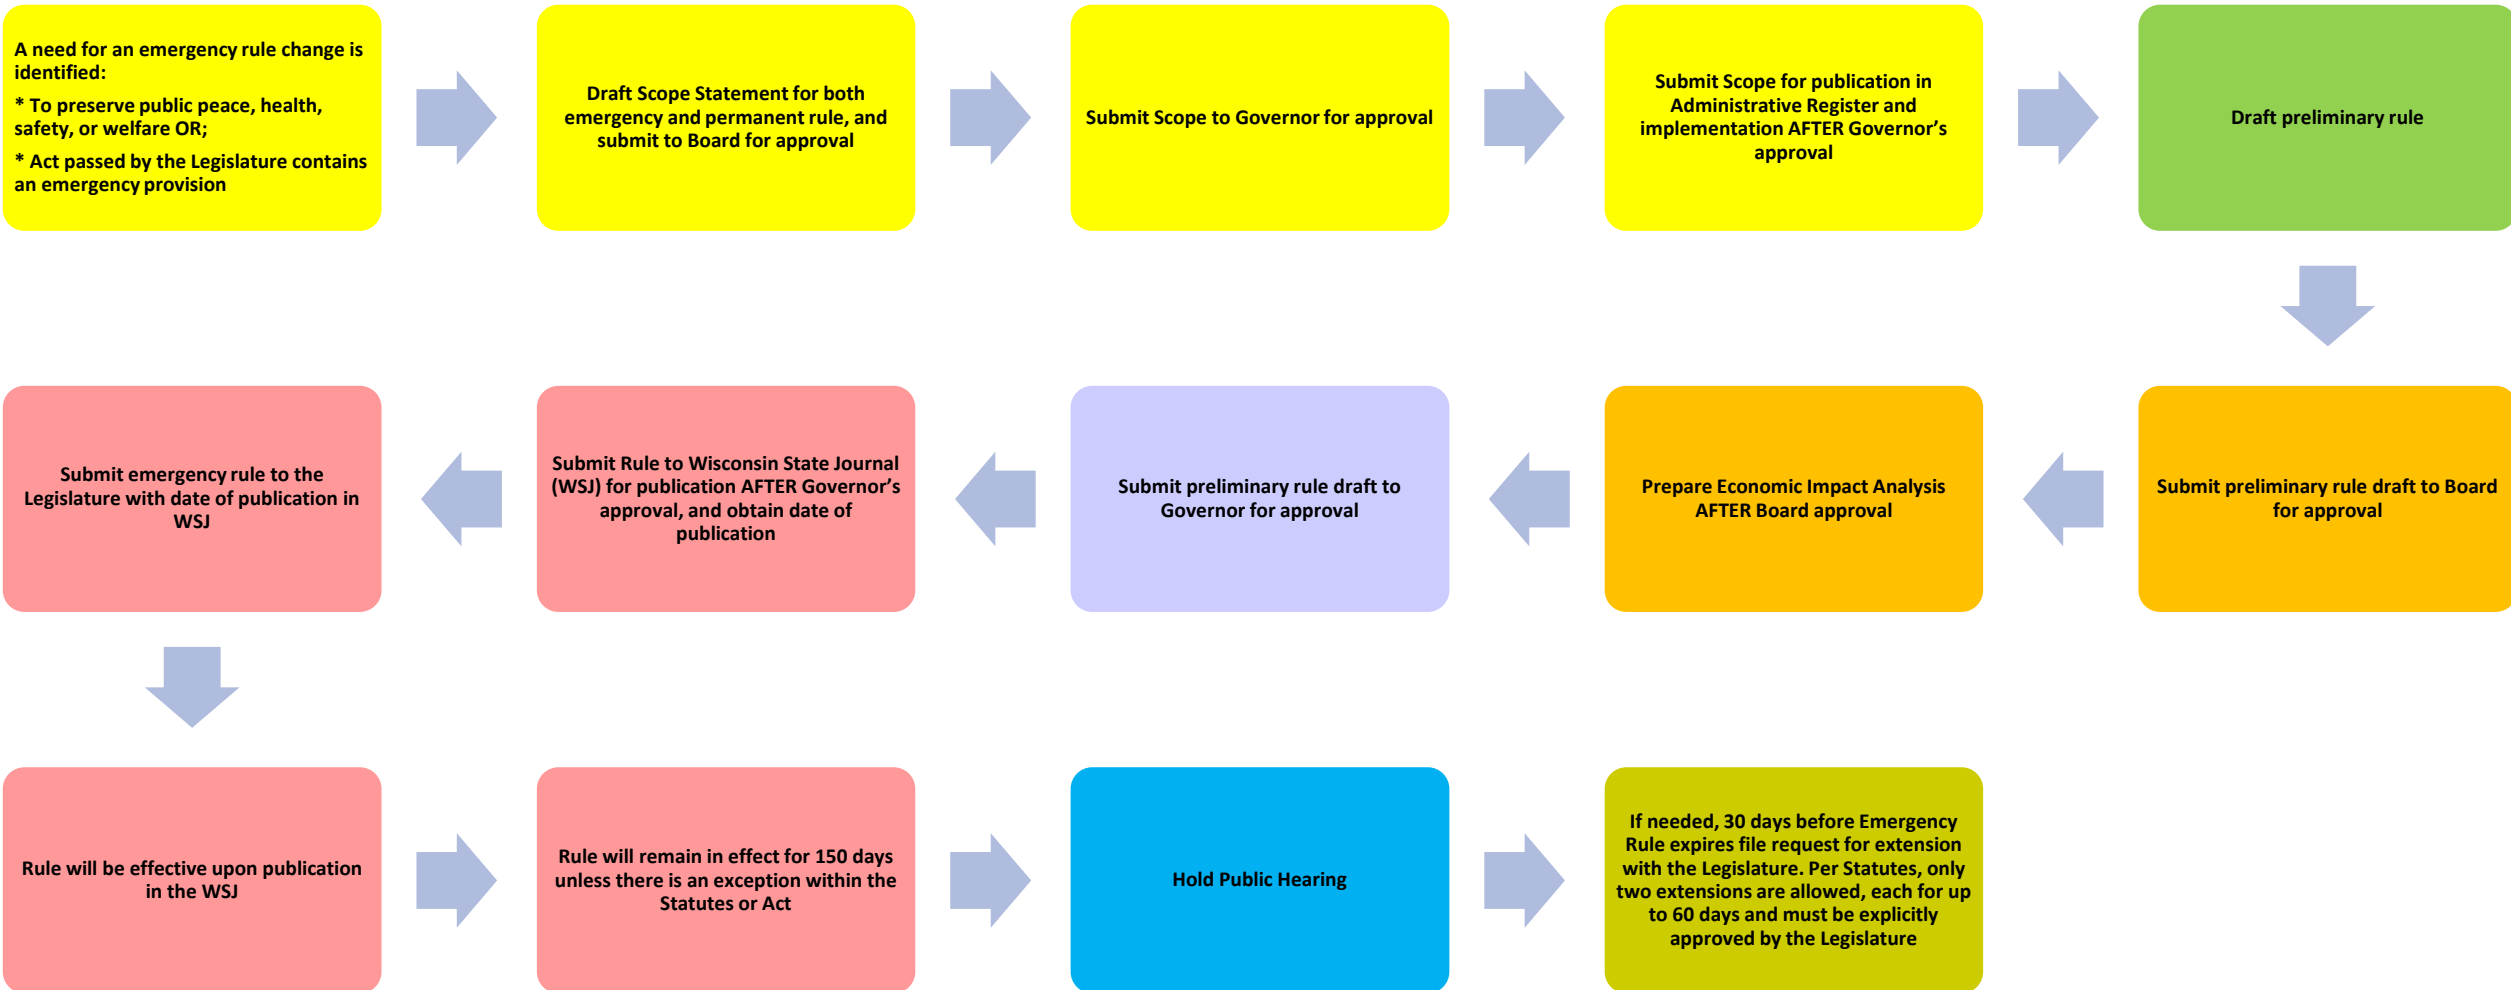 A need for an emergency rule change is
identified:
* To preserve public peace, health,
safety, or welfare OR;
* Act passed by the Legislature contains
an emergency provision
Draft Scope Statement for both
emergency and permanent rule, and
submit to Board for approval
Submit Scope to Governor for approval
Submit Scope for publication in
Administrative Register and
implementation AFTER Governor’s
approval
Draft preliminary rule
Submit preliminary rule draft to Board
for approval
Prepare Economic Impact Analysis
AFTER Board approval
Submit preliminary rule draft to
Governor for approval
Submit Rule to Wisconsin State Journal
(WSJ) for publication AFTER Governor’s
approval, and obtain date of
publication
Submit emergency rule to the
Legislature with date of publication in
WSJ
Rule will be effective upon publication
in the WSJ
Rule will remain in effect for 150 days
unless there is an exception within the
Statutes or Act
Hold Public Hearing
If needed, 30 days before Emergency
Rule expires file request for extension
with the Legislature. Per Statutes, only
two extensions are allowed, each for up
to 60 days and must be explicitly
approved by the Legislature